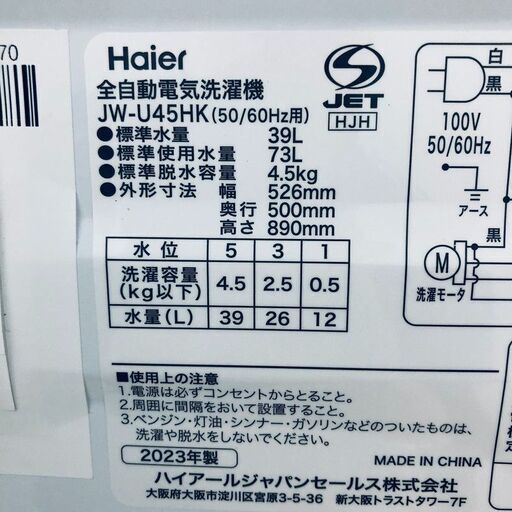 70
Haier
全自動電気洗濯機
JW-U45HK(50/60Hz用)
S
JET
HJH
●標準水量 39L
●標準使用水量 73L
●標準脱水容量 4.5kg
●外形寸法 幅 526mm
奥行 500mm
高さ 890mm
水位 5 3 1
洗濯容量(kg以下) 4.5 2.5 0.5
水量(L) 39 26 12
白
黒
100V
50/60Hz
アース
黒
M
洗濯モータ
■使用上の注意
1.電源は必ずコンセントからとること。
2.周囲に間隔をおいて設置すること。
3.ベンジン・灯油・シンナー・ガソリンなどのついたものは、
洗濯や脱水をしないでください。
2023年製
MADE IN CHINA
ハイアールジャパンセールス株式会社
大阪府大阪市淀川区宮原3-5-36 新大阪トラストタワー7F